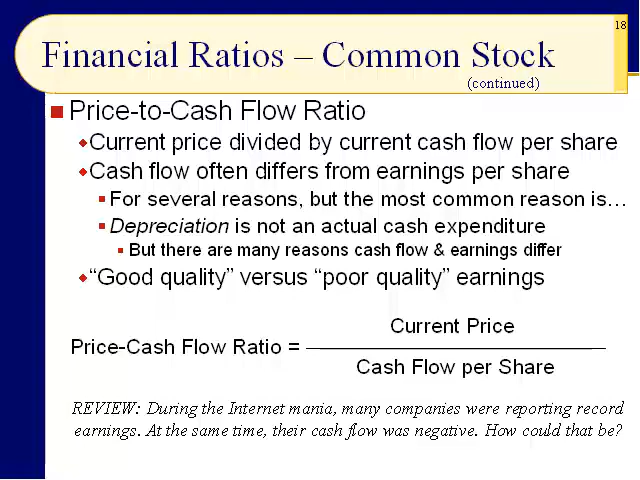 18
Financial Ratios – Common Stock
(continued)
Price-to-Cash Flow Ratio
Current price divided by current cash flow per share
Cash flow often differs from earnings per share
For several reasons, but the most common reason is…
Depreciation is not an actual cash expenditure
But there are many reasons cash flow & earnings differ
“Good quality” versus “poor quality” earnings
Current Price
Price-Cash Flow Ratio =
Cash Flow per Share
REVIEW: During the Internet mania, many companies were reporting record
earnings. At the same time, their cash flow was negative. How could that be?